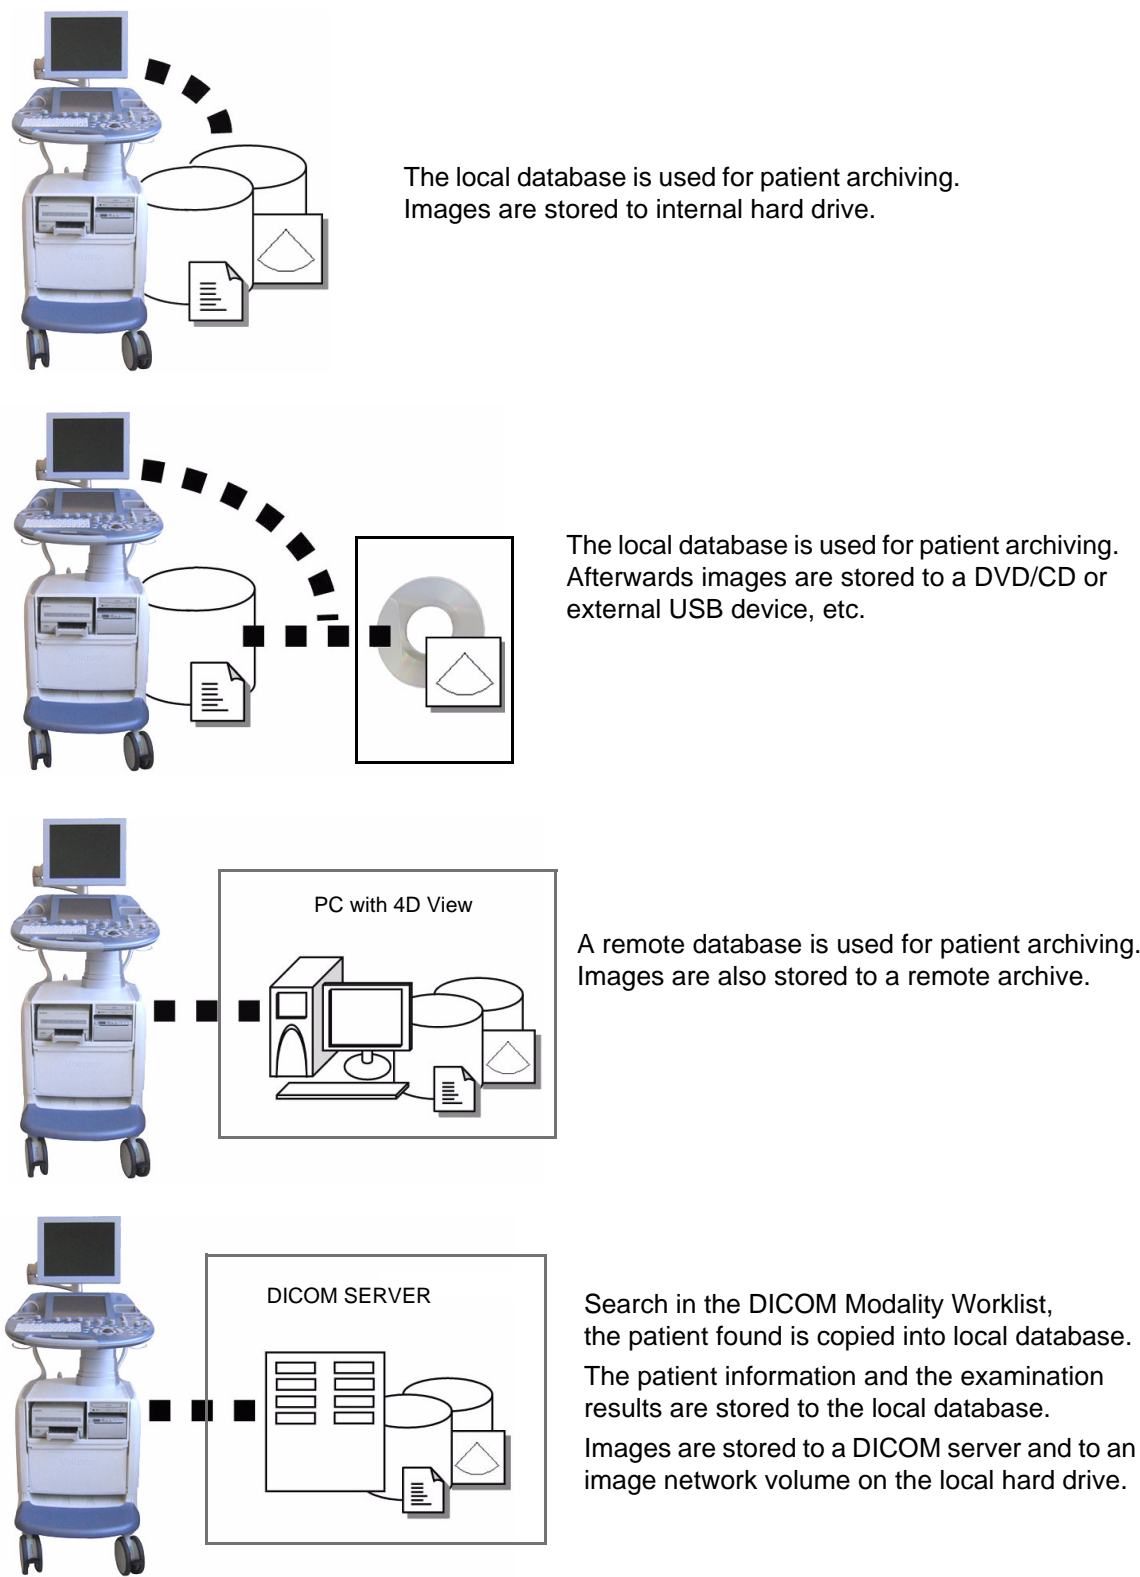 The local database is used for patient archiving.
Images are stored to internal hard drive.
The local database is used for patient archiving.
Afterwards images are stored to a DVD/CD or
external USB device, etc.
PC with 4D View
A remote database is used for patient archiving.
Images are also stored to a remote archive.
DICOM SERVER
Search in the DICOM Modality Worklist,
the patient found is copied into local database.
The patient information and the examination
results are stored to the local database.
Images are stored to a DICOM server and to an
image network volume on the local hard drive.